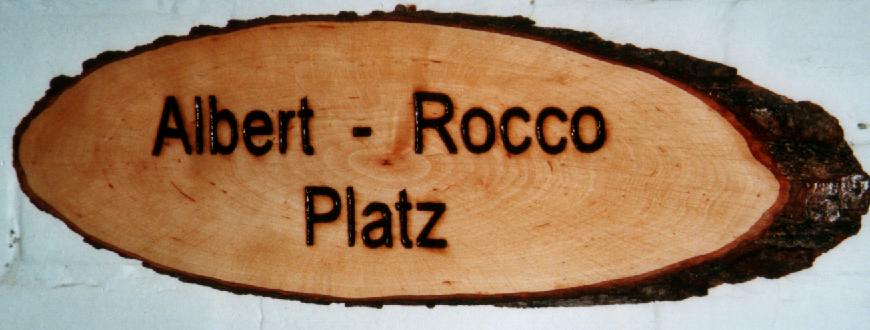 Albert - Rocco
Platz